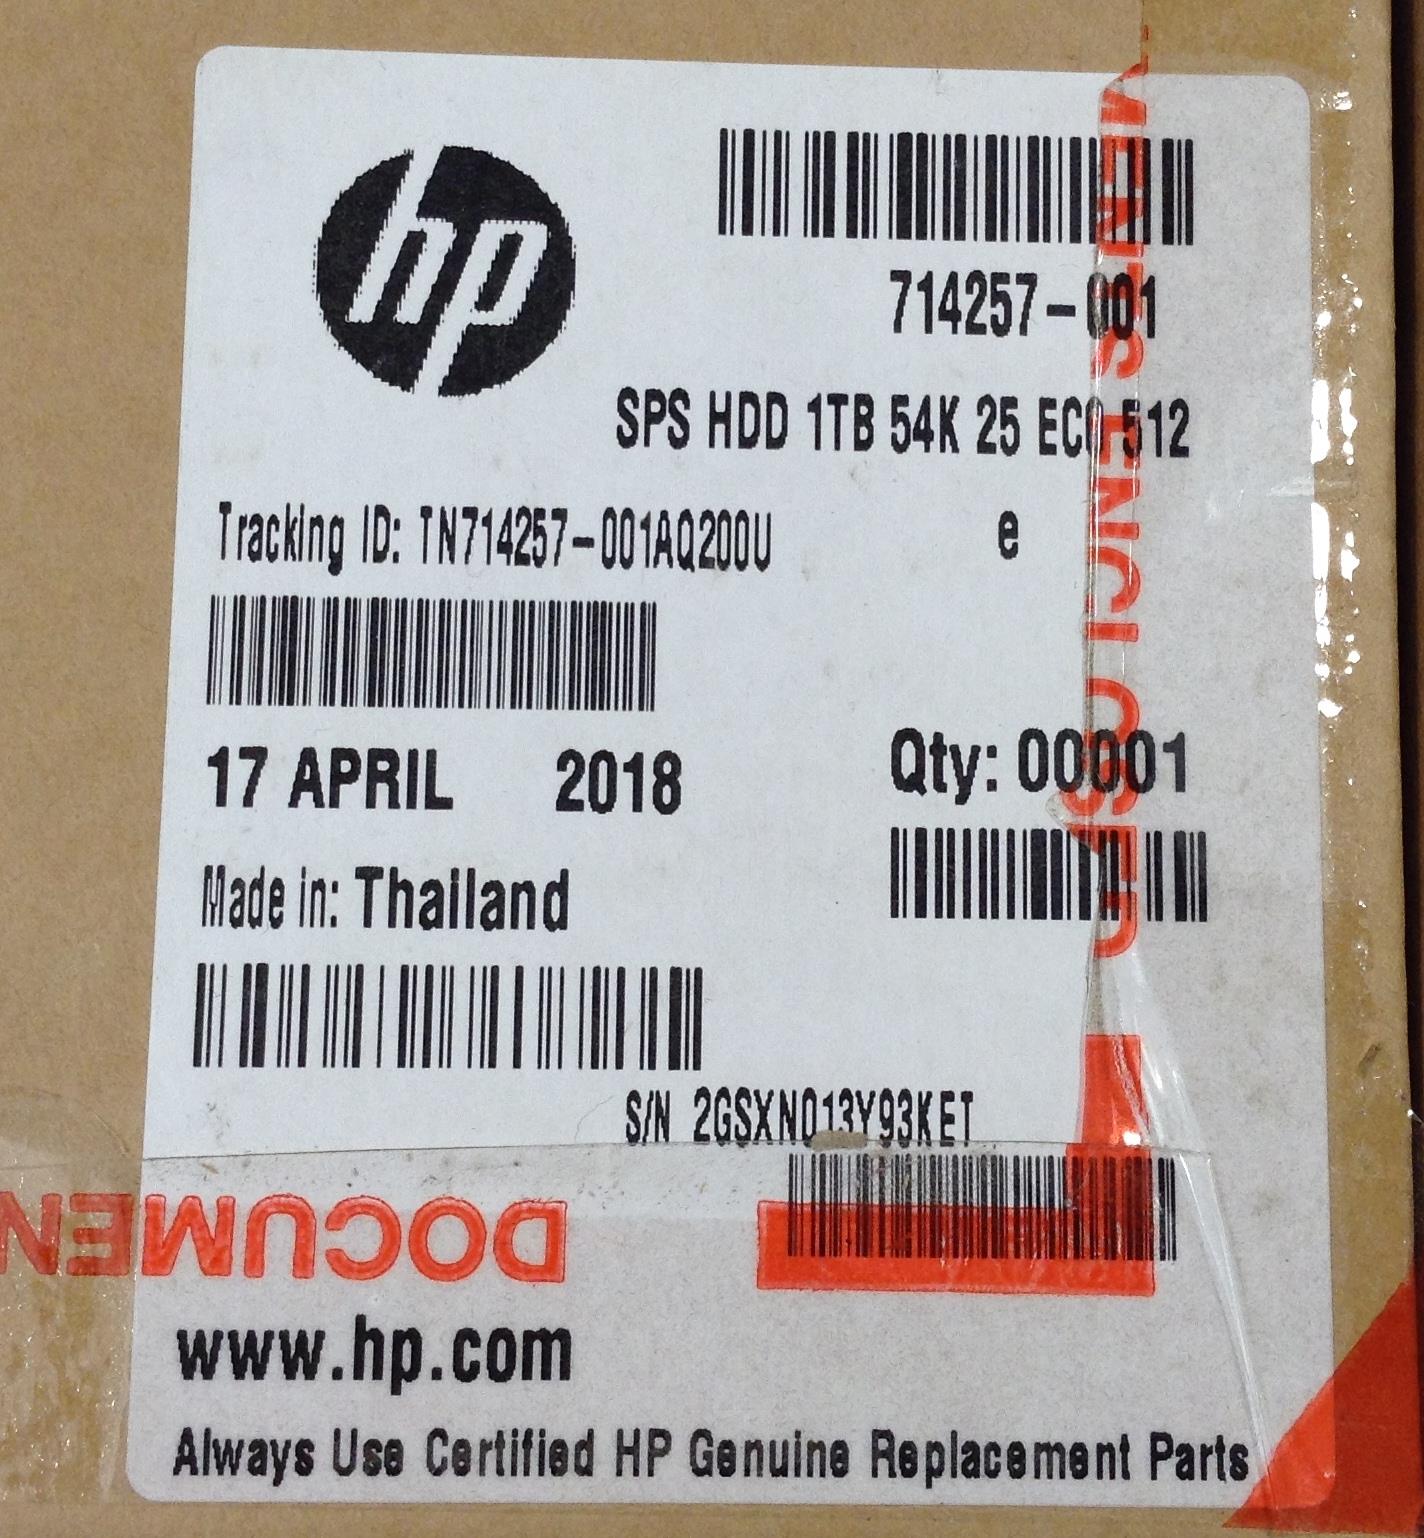 hp
714257-001
SPS HDD 1TB 54K 25 ECO 512
Tracking ID: TN714257-001AQ200U
e
17 APRIL 2018
Qty: 00001
Made in: Thailand
S/N 2GSXN013Y93KET
DOCUMEN
www.hp.com
Always Use Certified HP Genuine Replacement Parts